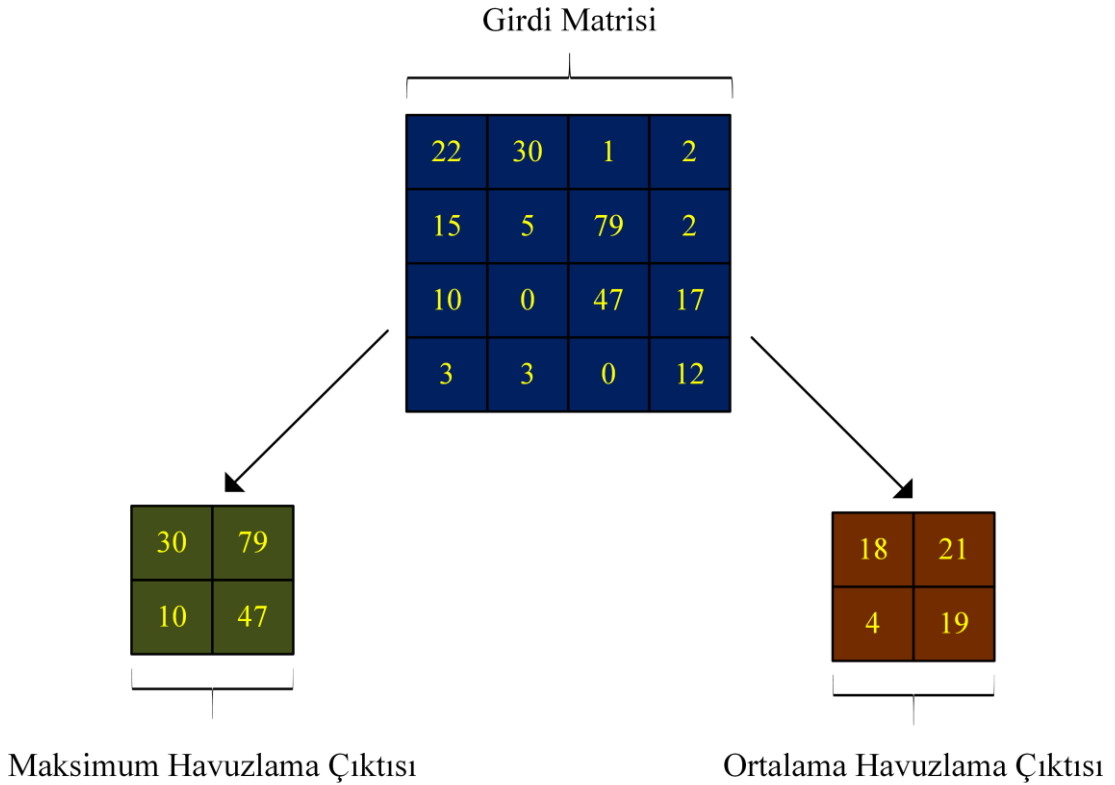 Girdi Matrisi
22 30 1 2
15 5 79 2
10 0 47 17
3 3 0 12
30 79
10 47
18 21
4 19
Maksimum Havuzlama Çıktısı
Ortalama Havuzlama Çıktısı